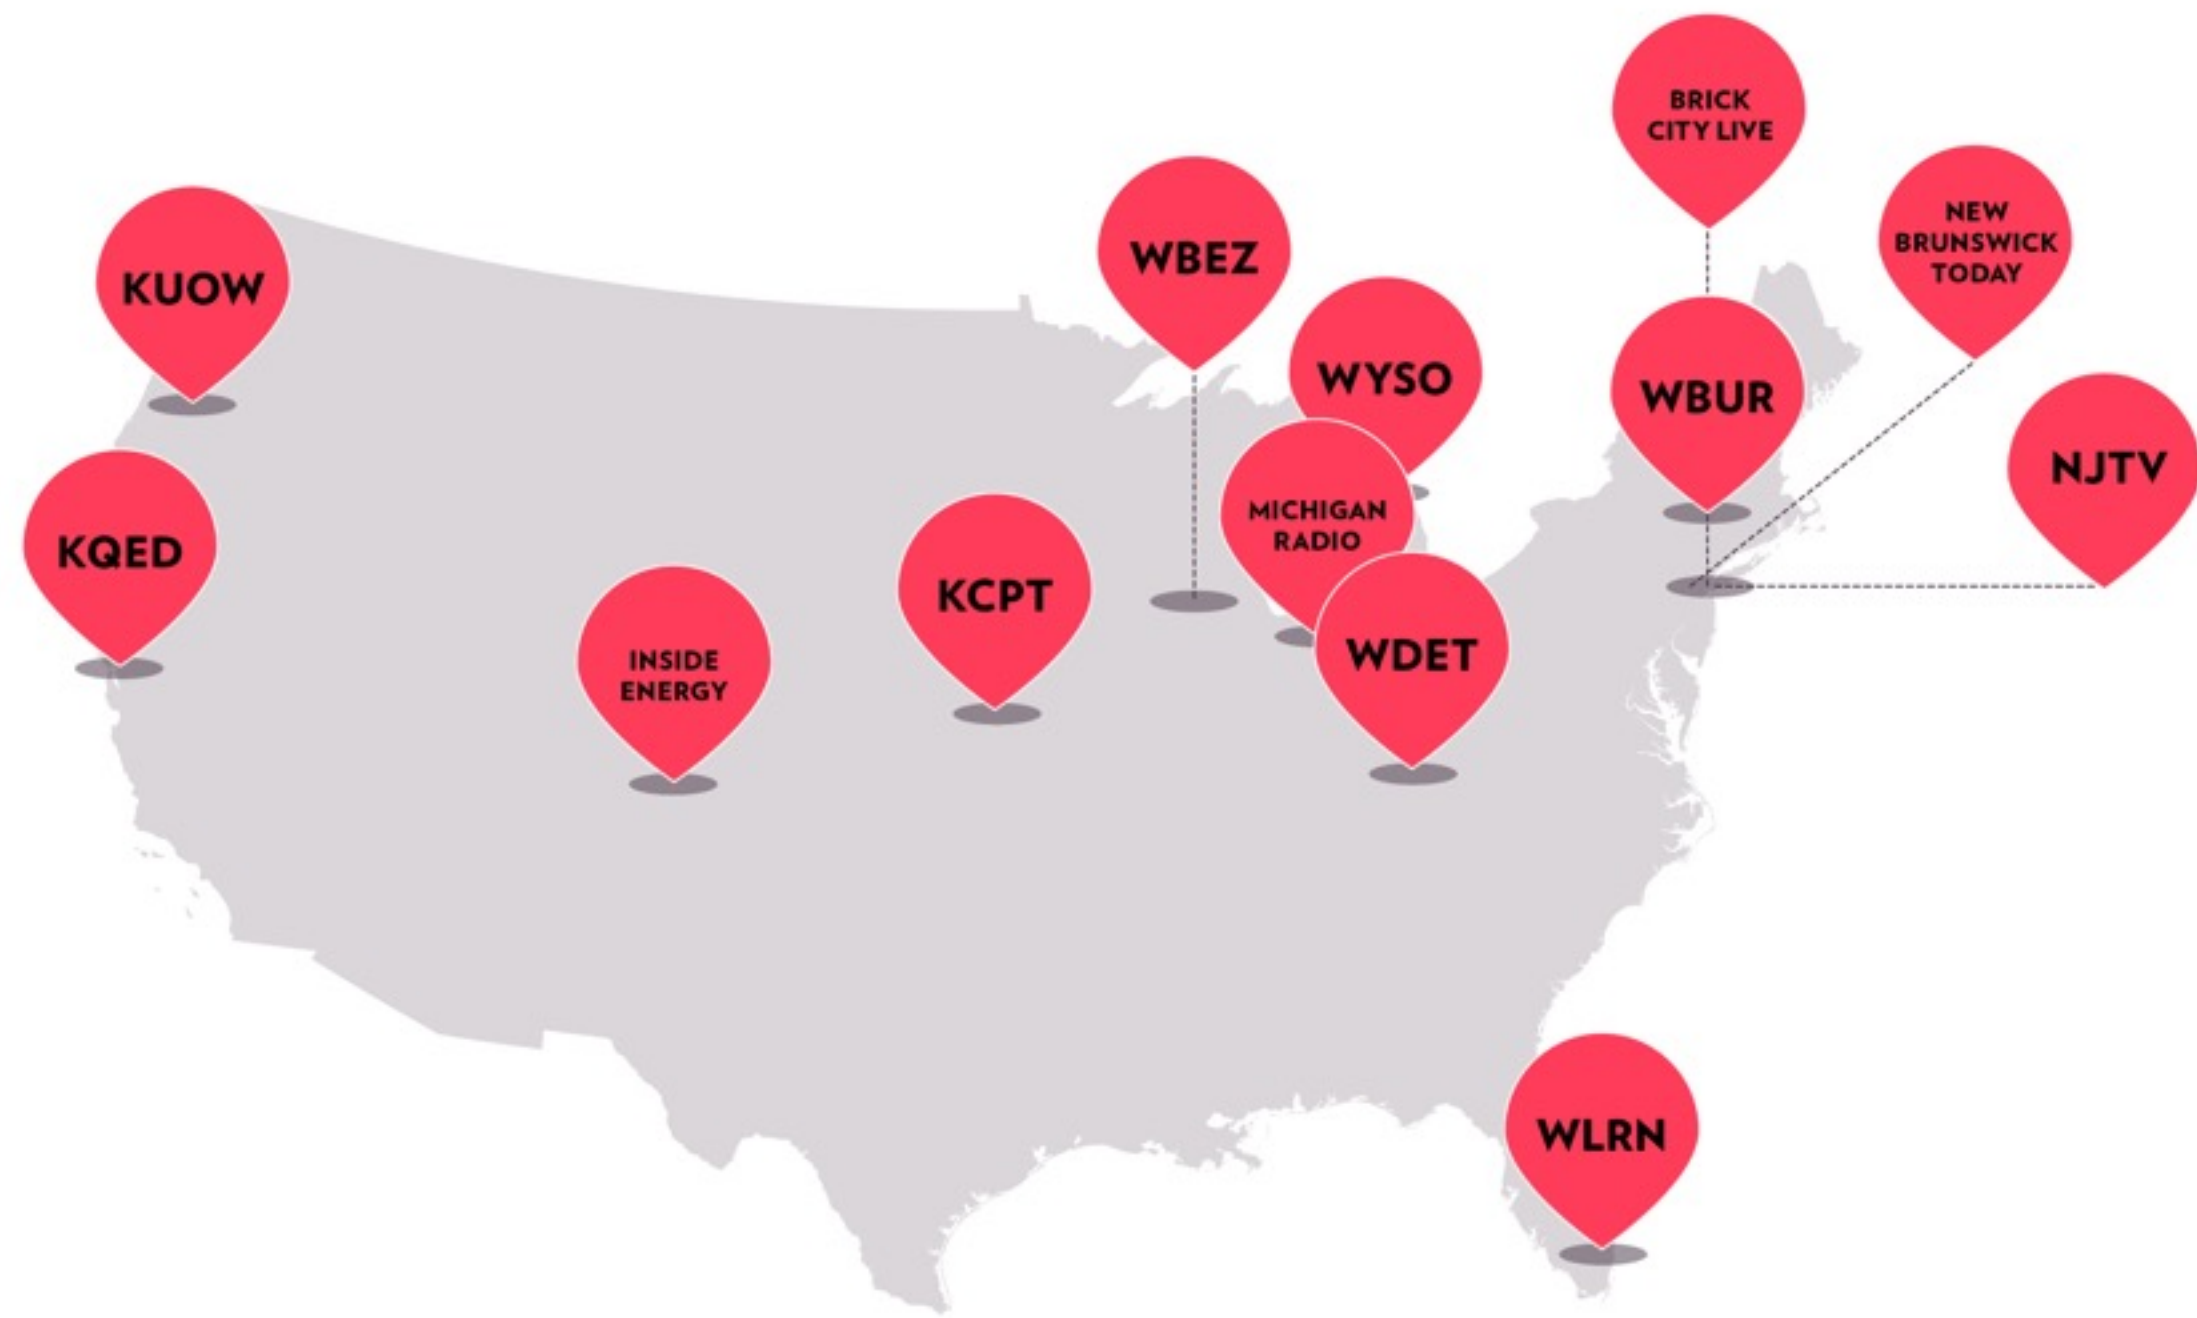 BRICK
CITY LIVE
NEW
BRUNSWICK
TODAY
WBEZ
KUOW
WYSO
WBUR
NJTV
MICHIGAN
RADIO
KQED
KCPT
WDET
INSIDE
ENERGY
WLRN